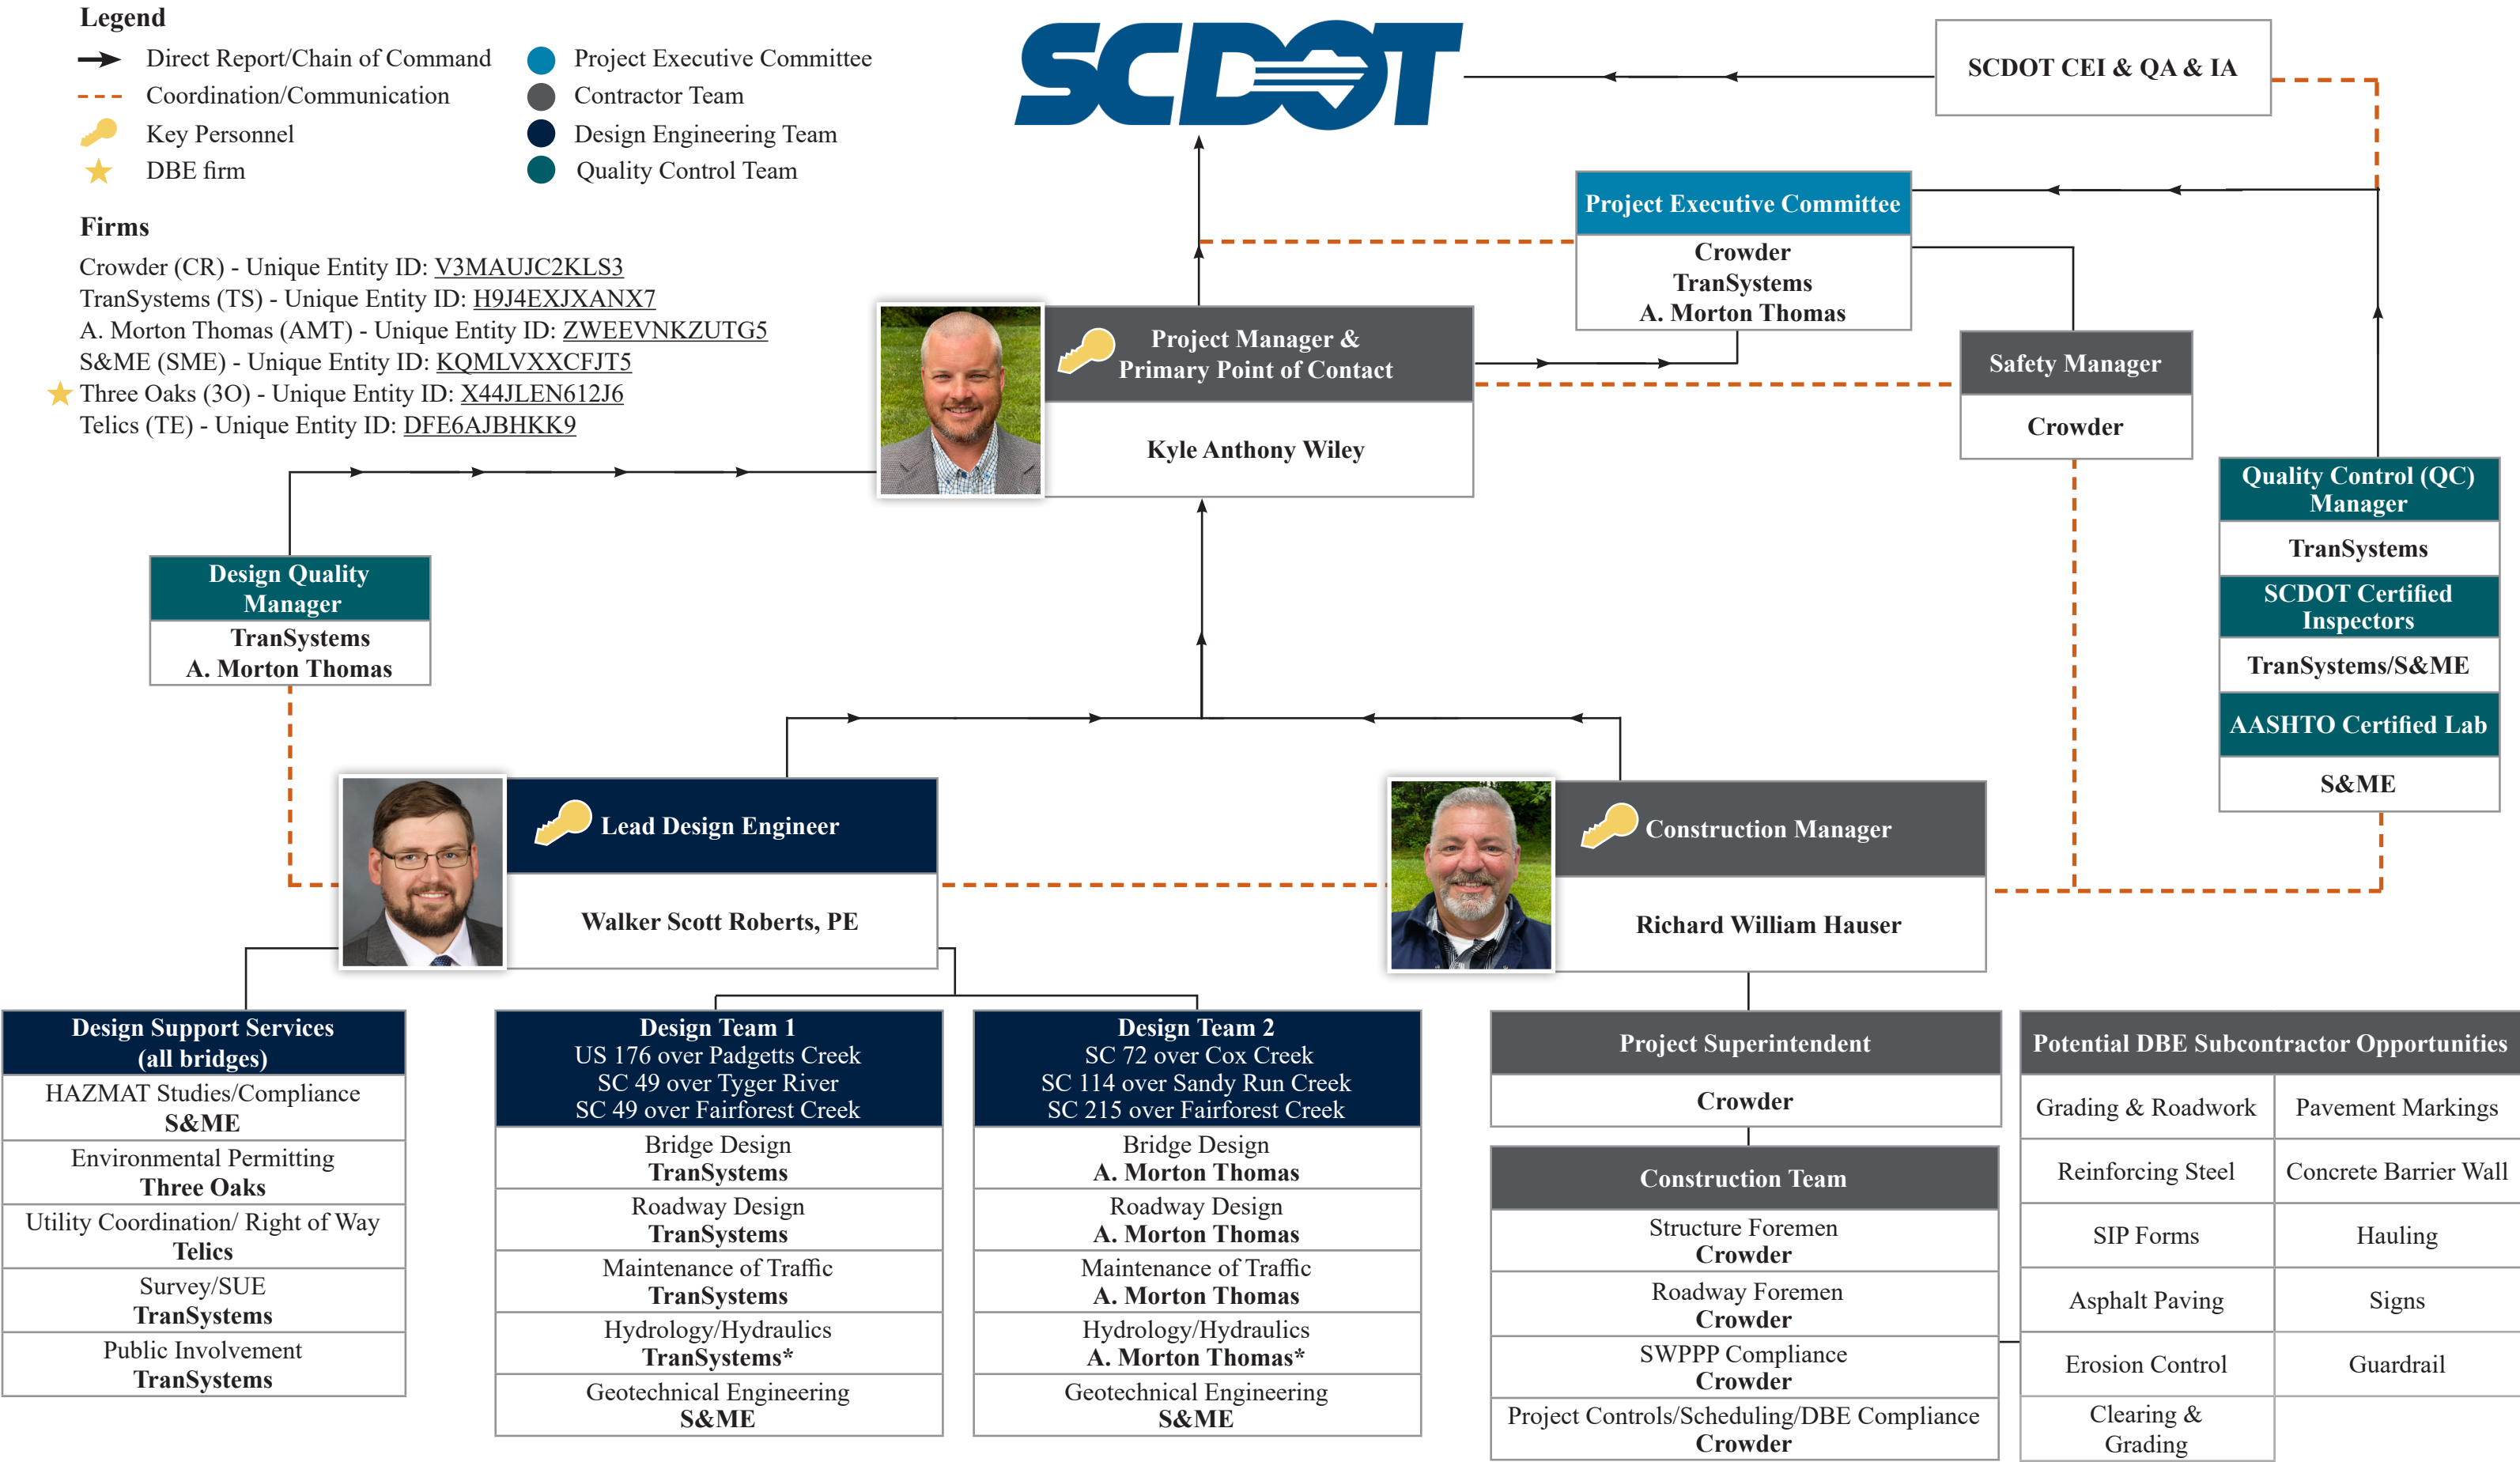 Legend
Direct Report/Chain of Command
Coordination/Communication
Key Personnel
DBE firm
Project Executive Committee
Contractor Team
Design Engineering Team
Quality Control Team
Firms
Crowder (CR) - Unique Entity ID: V3MAUJC2KLS3
TranSystems (TS) - Unique Entity ID: H9J4EXJXANX7
A. Morton Thomas (AMT) - Unique Entity ID: ZWEEVNKZUTG5
S&ME (SME) - Unique Entity ID: KQMLVXXCFJT5
Three Oaks (3O) - Unique Entity ID: X44JLEN612J6
Telics (TE) - Unique Entity ID: DFE6AJBHKK9
SCDOT
SCDOT CEI & QA & IA
Project Executive Committee
Crowder
TranSystems
A. Morton Thomas
Project Manager &
Primary Point of Contact
Kyle Anthony Wiley
Safety Manager
Crowder
Quality Control (QC)
Manager
TranSystems
SCDOT Certified
Inspectors
TranSystems/S&ME
AASHTO Certified Lab
S&ME
Design Quality
Manager
TranSystems
A. Morton Thomas
Lead Design Engineer
Walker Scott Roberts, PE
Construction Manager
Richard William Hauser
Design Support Services
(all bridges)
HAZMAT Studies/Compliance
S&ME
Environmental Permitting
Three Oaks
Utility Coordination/ Right of Way
Telics
Survey/SUE
TranSystems
Public Involvement
TranSystems
Design Team 1
US 176 over Padgetts Creek
SC 49 over Tyger River
SC 49 over Fairforest Creek
Bridge Design
TranSystems
Roadway Design
TranSystems
Maintenance of Traffic
TranSystems
Hydrology/Hydraulics
TranSystems*
Geotechnical Engineering
S&ME
Design Team 2
SC 72 over Cox Creek
SC 114 over Sandy Run Creek
SC 215 over Fairforest Creek
Bridge Design
A. Morton Thomas
Roadway Design
A. Morton Thomas
Maintenance of Traffic
A. Morton Thomas
Hydrology/Hydraulics
A. Morton Thomas*
Geotechnical Engineering
S&ME
Project Superintendent
Crowder
Construction Team
Structure Foremen
Crowder
Roadway Foremen
Crowder
SWPPP Compliance
Crowder
Project Controls/Scheduling/DBE Compliance
Crowder
Potential DBE Subcontractor Opportunities
Grading & Roadwork
Pavement Markings
Reinforcing Steel
Concrete Barrier Wall
SIP Forms
Hauling
Asphalt Paving
Signs
Erosion Control
Guardrail
Clearing &
Grading